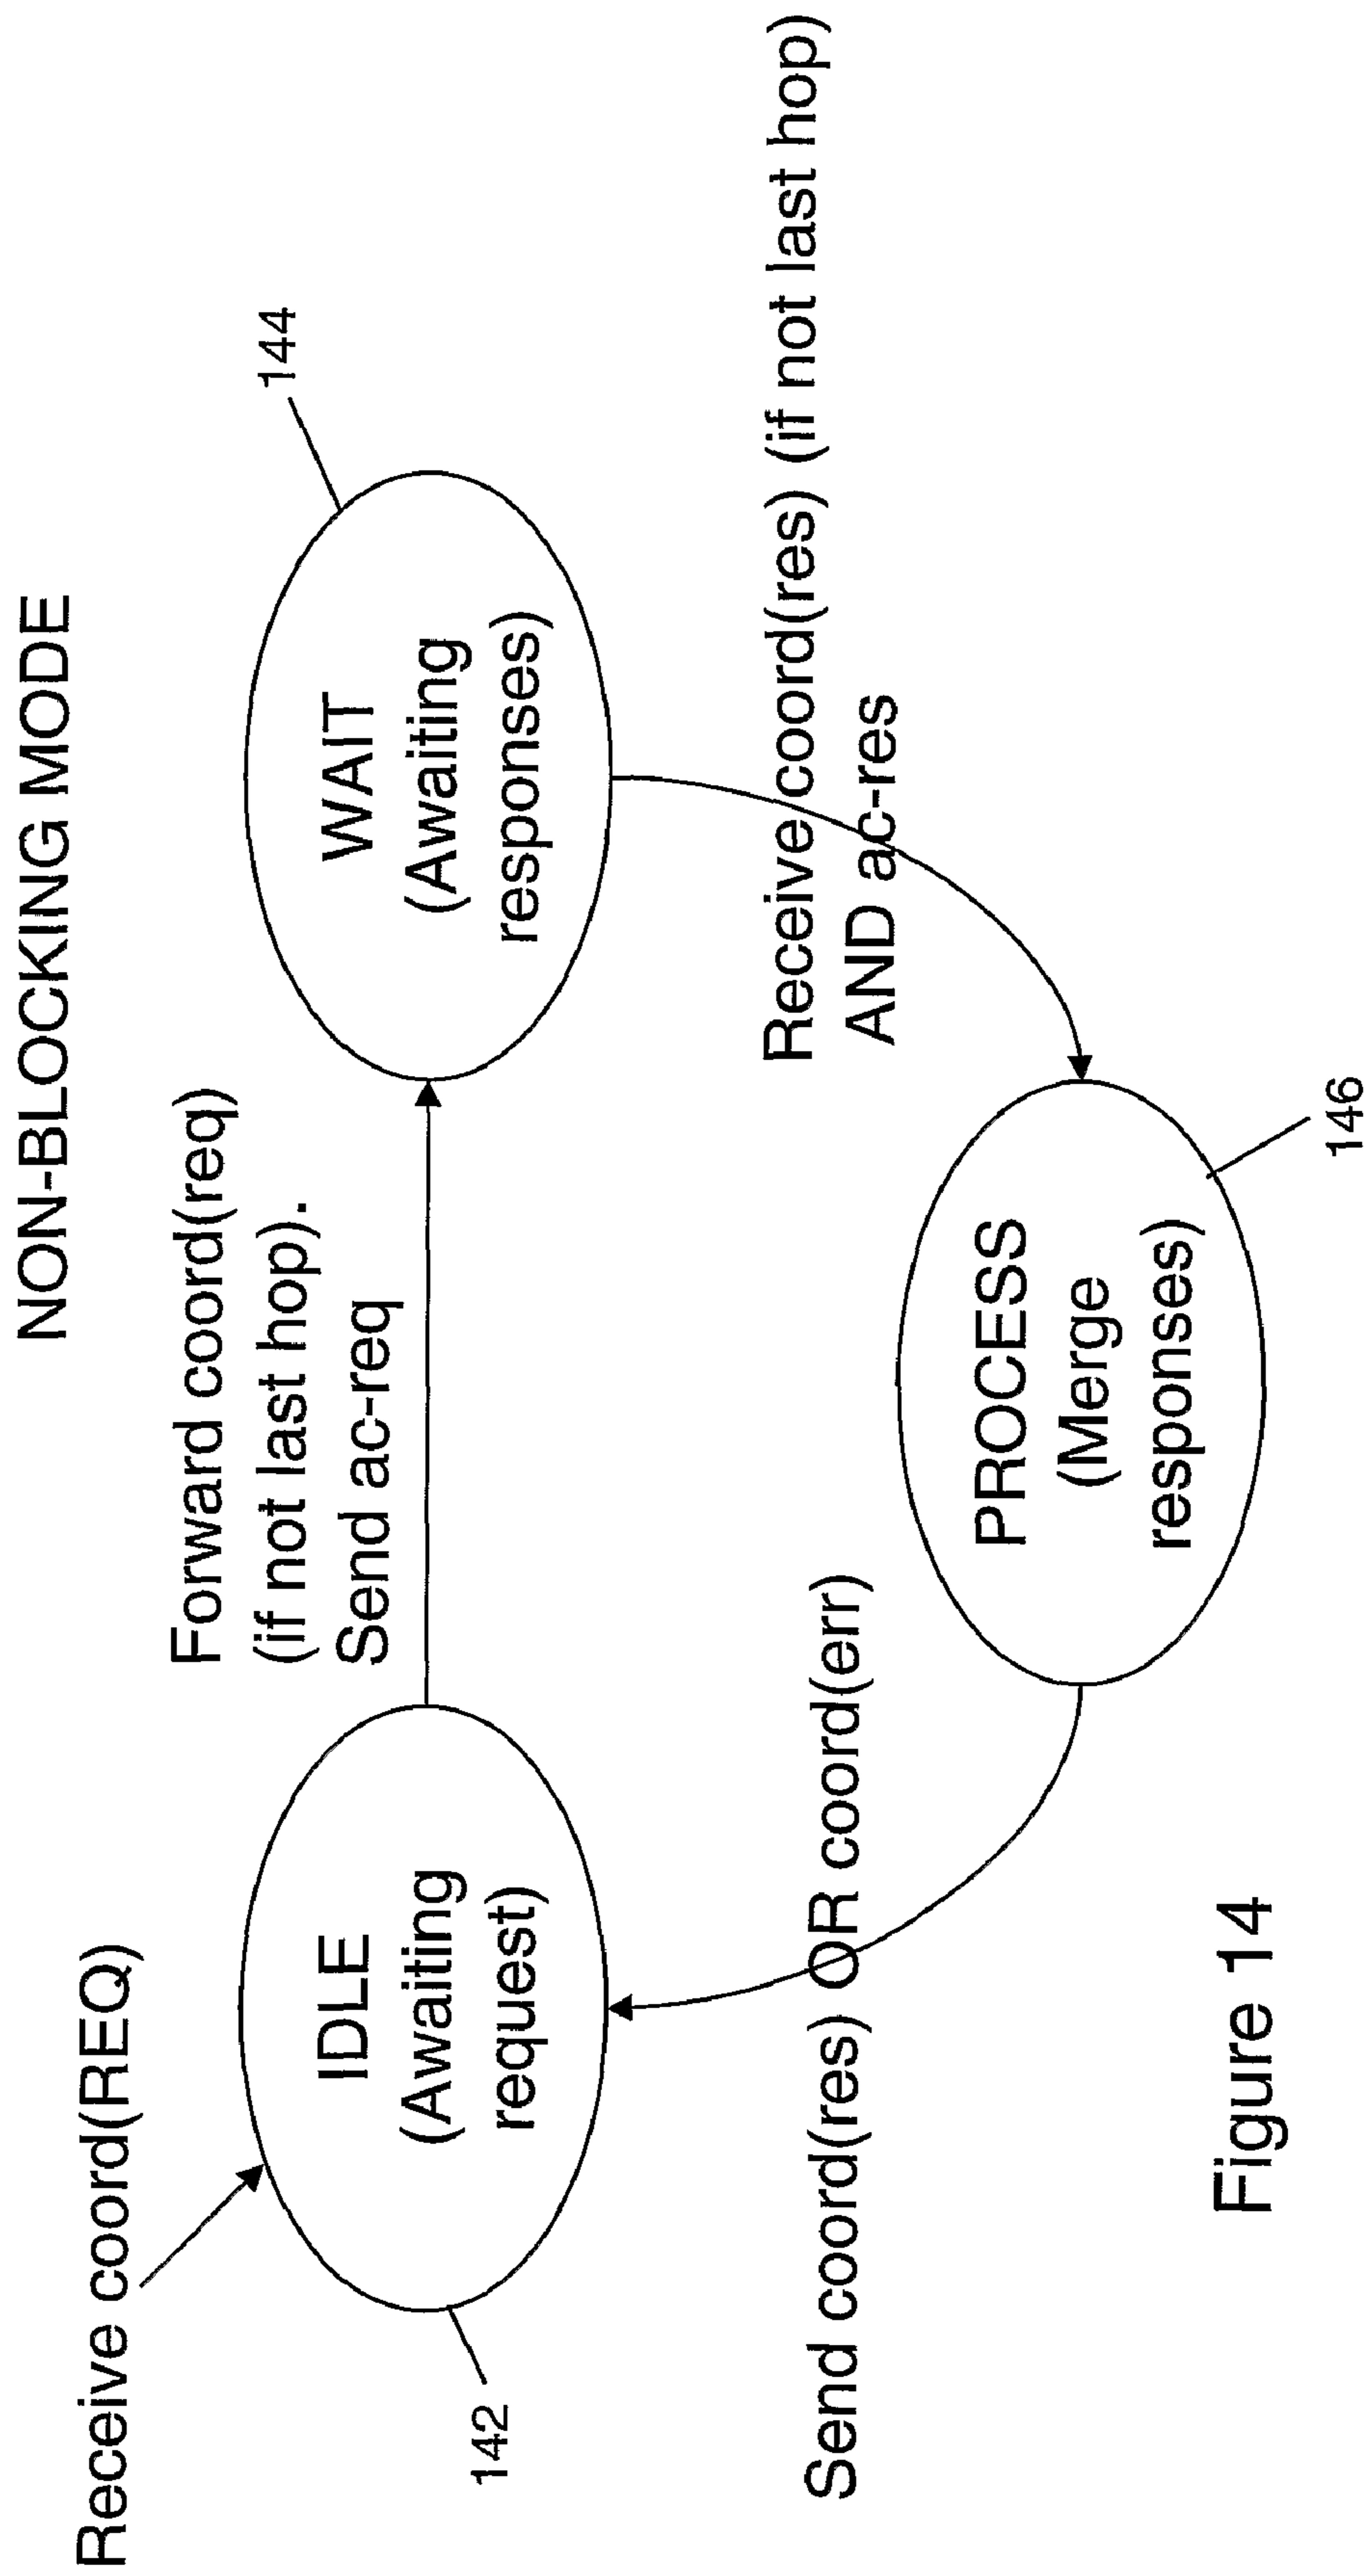 NON-BLOCKING MODE
Receive coord(REQ)
Forward coord(req)
(if not last hop).
Send ac-req
144
IDLE
(Awaiting
request)
WAIT
(Awaiting
responses)
142
Receive coord(res) (if not last hop)
AND ac-res
Send coord(res) OR coord(err)
PROCESS
(Merge
responses)
146
Figure 14